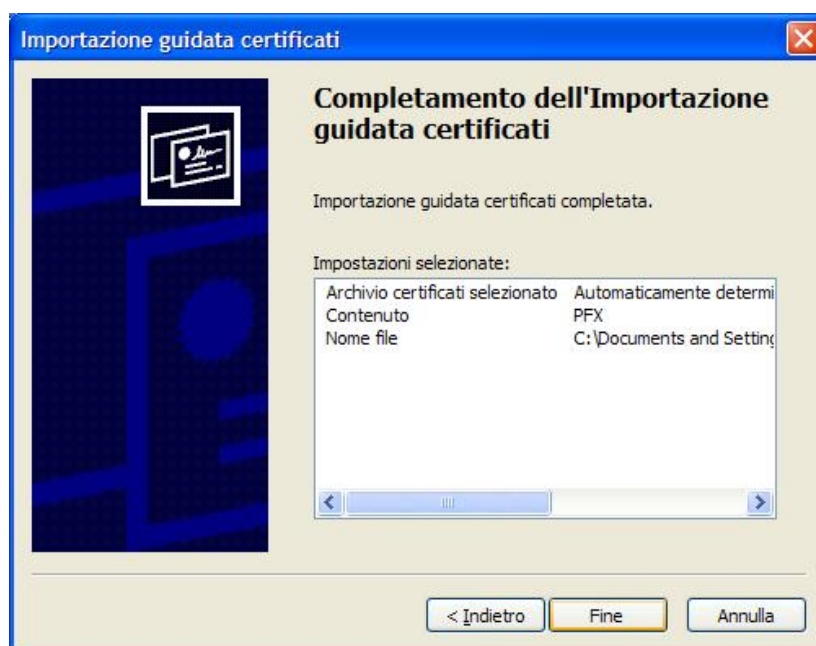 Importazione guidata certificati
Completamento dell'Importazione
guidata certificati
Importazione guidata certificati completata.
Impostazioni selezionate:
Archivio certificati selezionato Automaticamente determi
Contenuto PFX
Nome file C:\Documents and Setting
< Indietro Fine Annulla